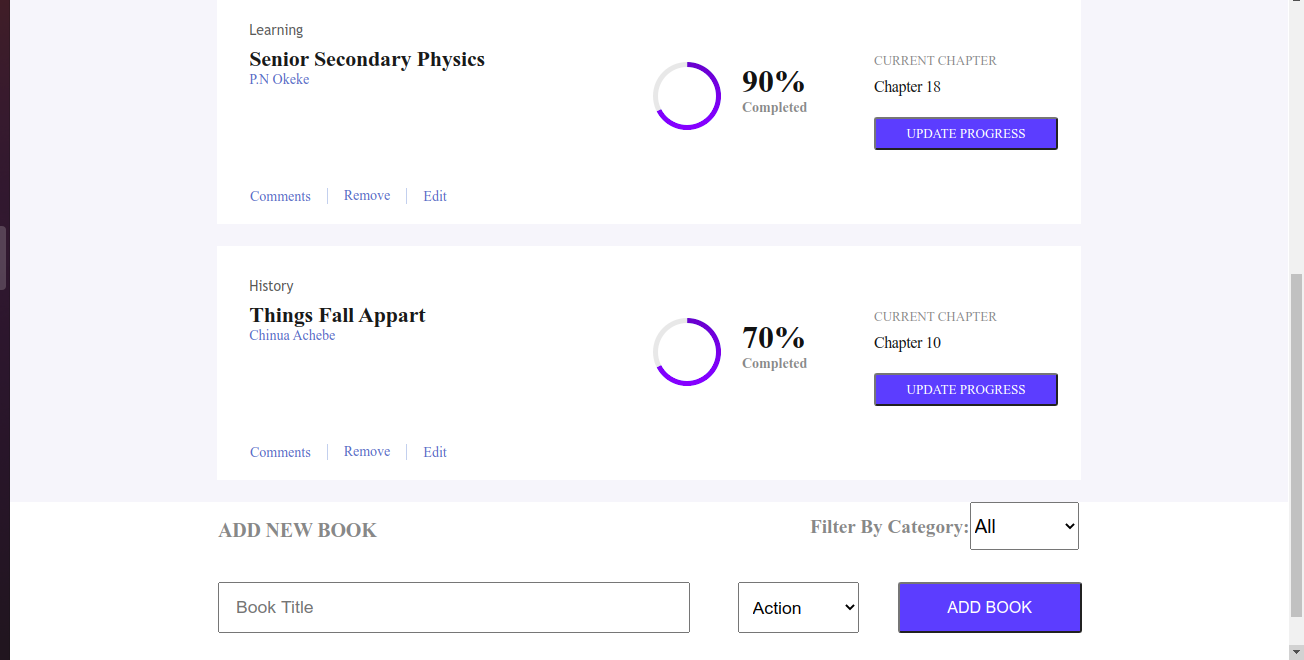 Learning
Senior Secondary Physics
P.N Okeke
90%
Completed
CURRENT CHAPTER
Chapter 18
UPDATE PROGRESS
Comments
Remove
Edit
History
Things Fall Appart
Chinua Achebe
70%
Completed
CURRENT CHAPTER
Chapter 10
UPDATE PROGRESS
Comments
Remove
Edit
ADD NEW BOOK
Filter By Category: All
Book Title
Action
ADD BOOK